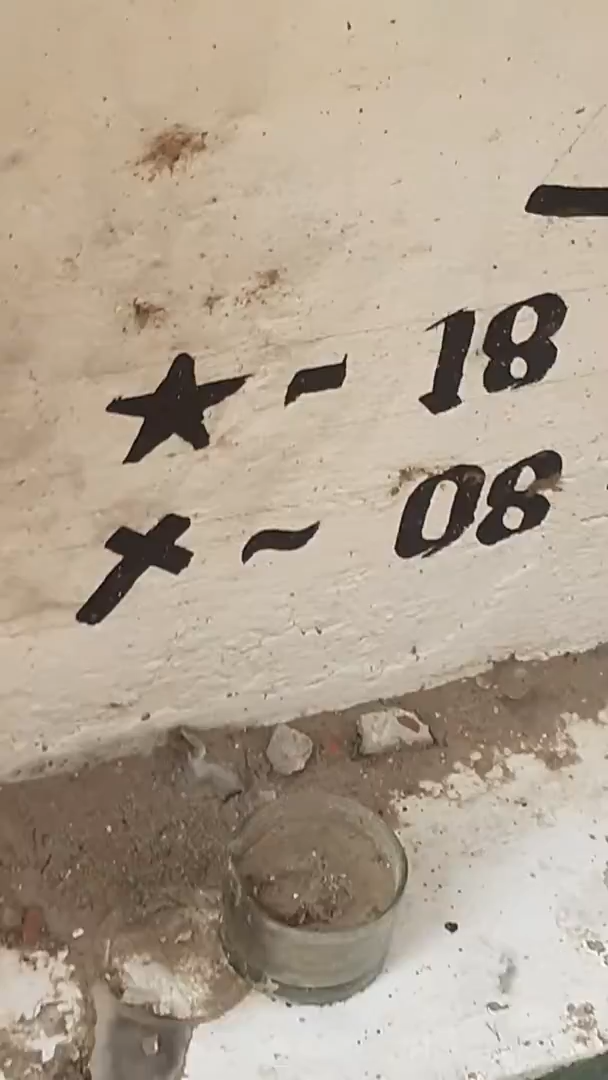 ★ - 18
✝ ~ 08